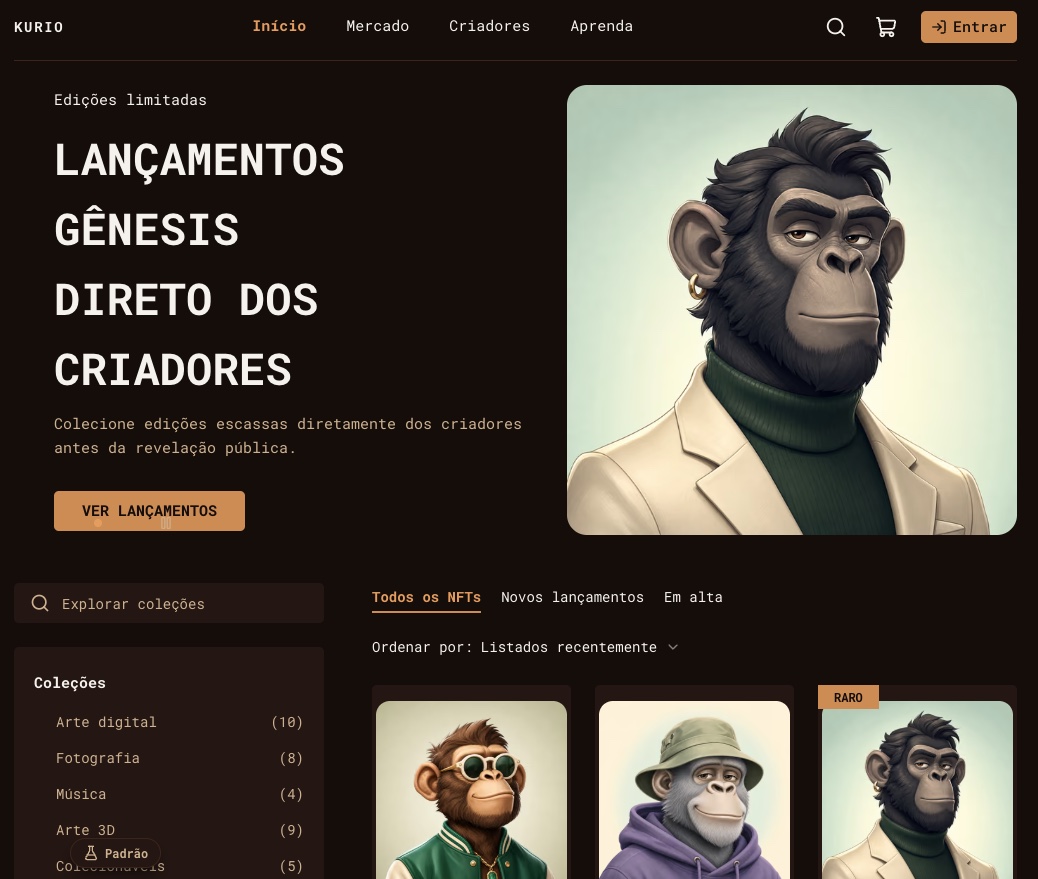 KURIO
Início
Mercado
Criadores
Aprenda
Entrar
Edições limitadas
LANÇAMENTOS
GÊNESIS
DIRETO DOS
CRIADORES
Colecione edições escassas diretamente dos criadores
antes da revelação pública.
VER LANÇAMENTOS
Explorar coleções
Todos os NFTs
Novos lançamentos
Em alta
Ordenar por: Listados recentemente
Coleções
Arte digital (10)
Fotografia (8)
Música (4)
Arte 3D (9)
Colecionáveis (5)
Padrão
RARO